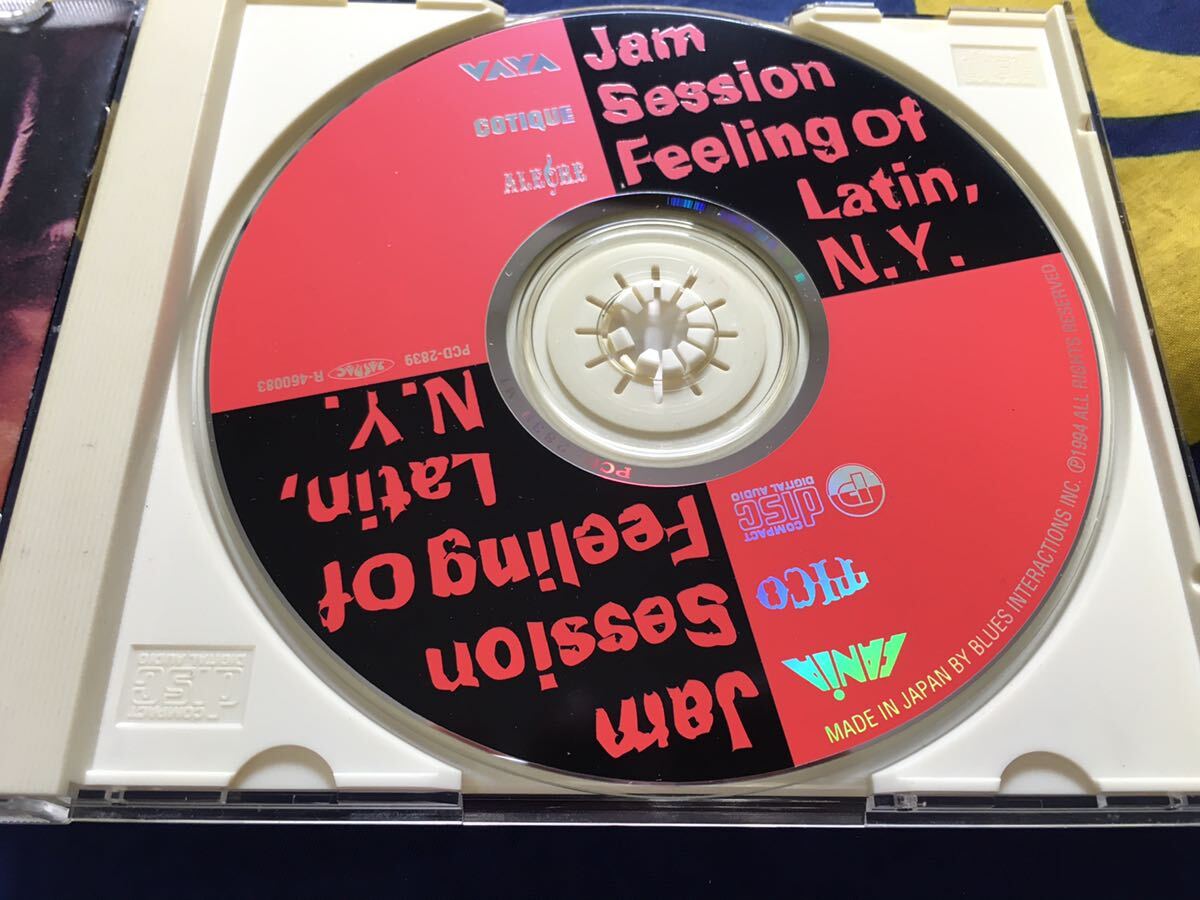 VAYA
COTIQUE
ALEGRE
Jam
Session
Feeling Of
Latin,
N.Y.
PCD-2839
JASRAC
R-460083
Jam
Session
Feeling Of
Latin,
N.Y.
COMPACT
disc
DIGITAL AUDIO
P
TICO
FANIA
MADE IN JAPAN BY BLUES INTERACTIONS INC. ℗1994 ALL RIGHTS RESERVED
COMPACT
disc
DIGITAL AUDIO